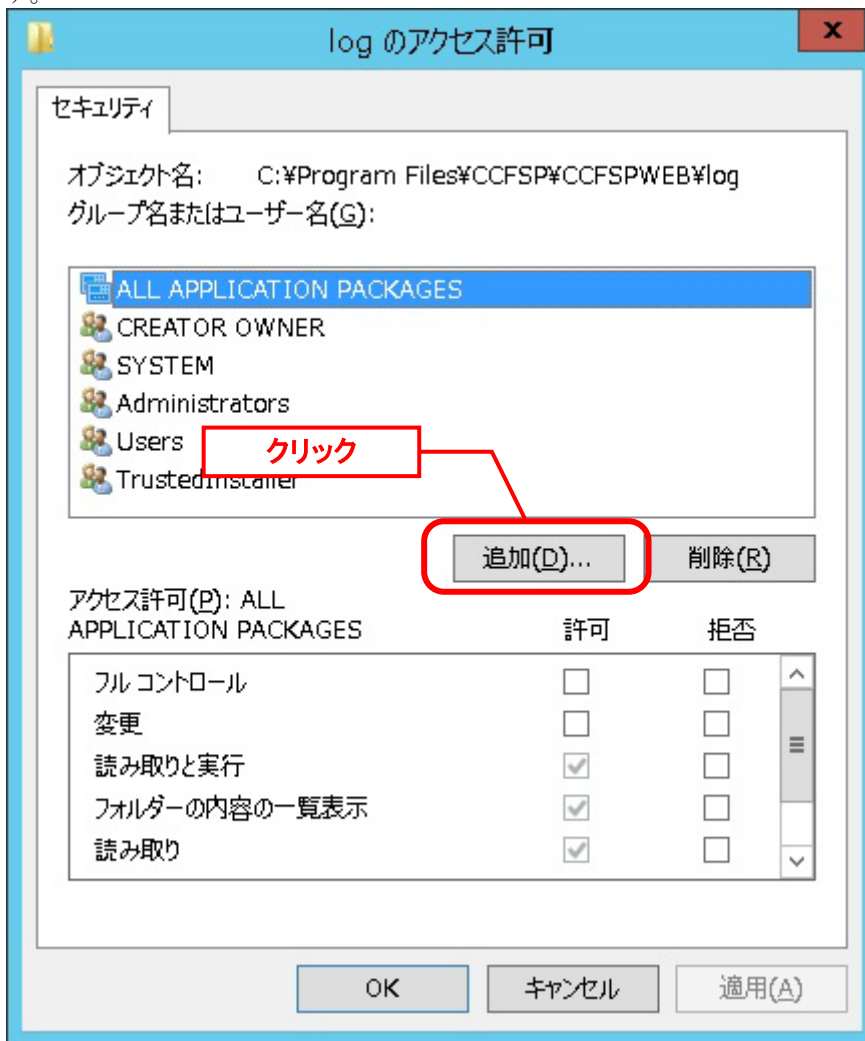 す。
log のアクセス許可
x
セキュリティ
オブジェクト名: C:¥Program Files¥CCFSP¥CCFSPWEB¥log
グループ名またはユーザー名(G):
ALL APPLICATION PACKAGES
CREATOR OWNER
SYSTEM
Administrators
Users
クリック
TrustedInstaller
追加(D)... 削除(R)
アクセス許可(P): ALL
APPLICATION PACKAGES 許可 拒否
フル コントロール
変更
読み取りと実行
フォルダーの内容の一覧表示
読み取り
OK キャンセル 適用(A)